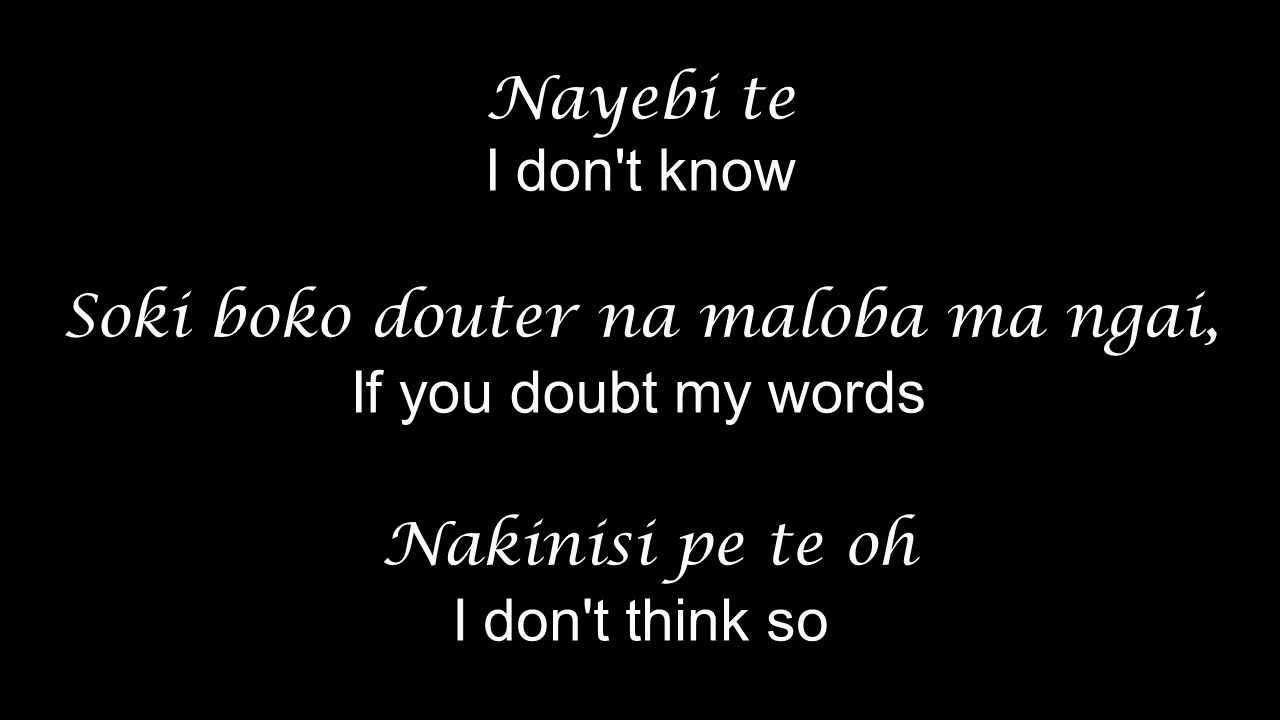 Nayebi te
I don't know
Soki boko douter na maloba ma ngai,
If you doubt my words
Nakinisi pe te oh
I don't think so